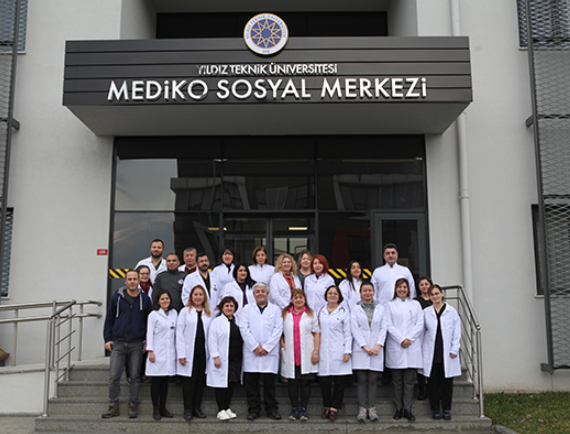 YILDIZ TEKNİK ÜNİVERSİTESİ
MEDİKO SOSYAL MERKEZİ